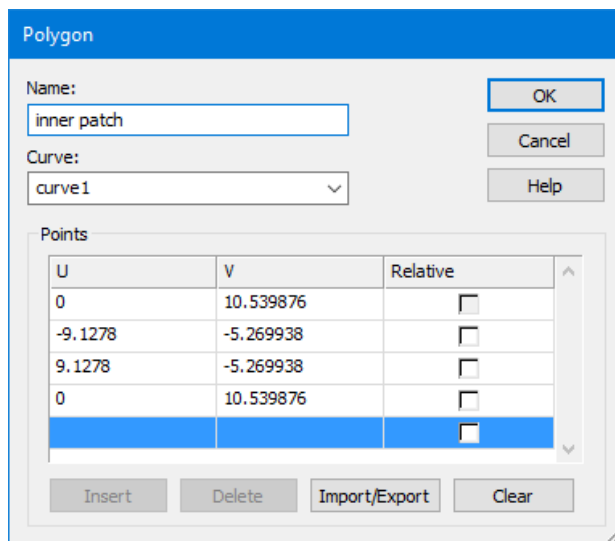 Polygon
Name:
OK
inner patch
Cancel
Curve:
curve1
Help
Points
U V Relative
0 10.539876
-9.1278 -5.269938
9.1278 -5.269938
0 10.539876
Insert Delete Import/Export Clear